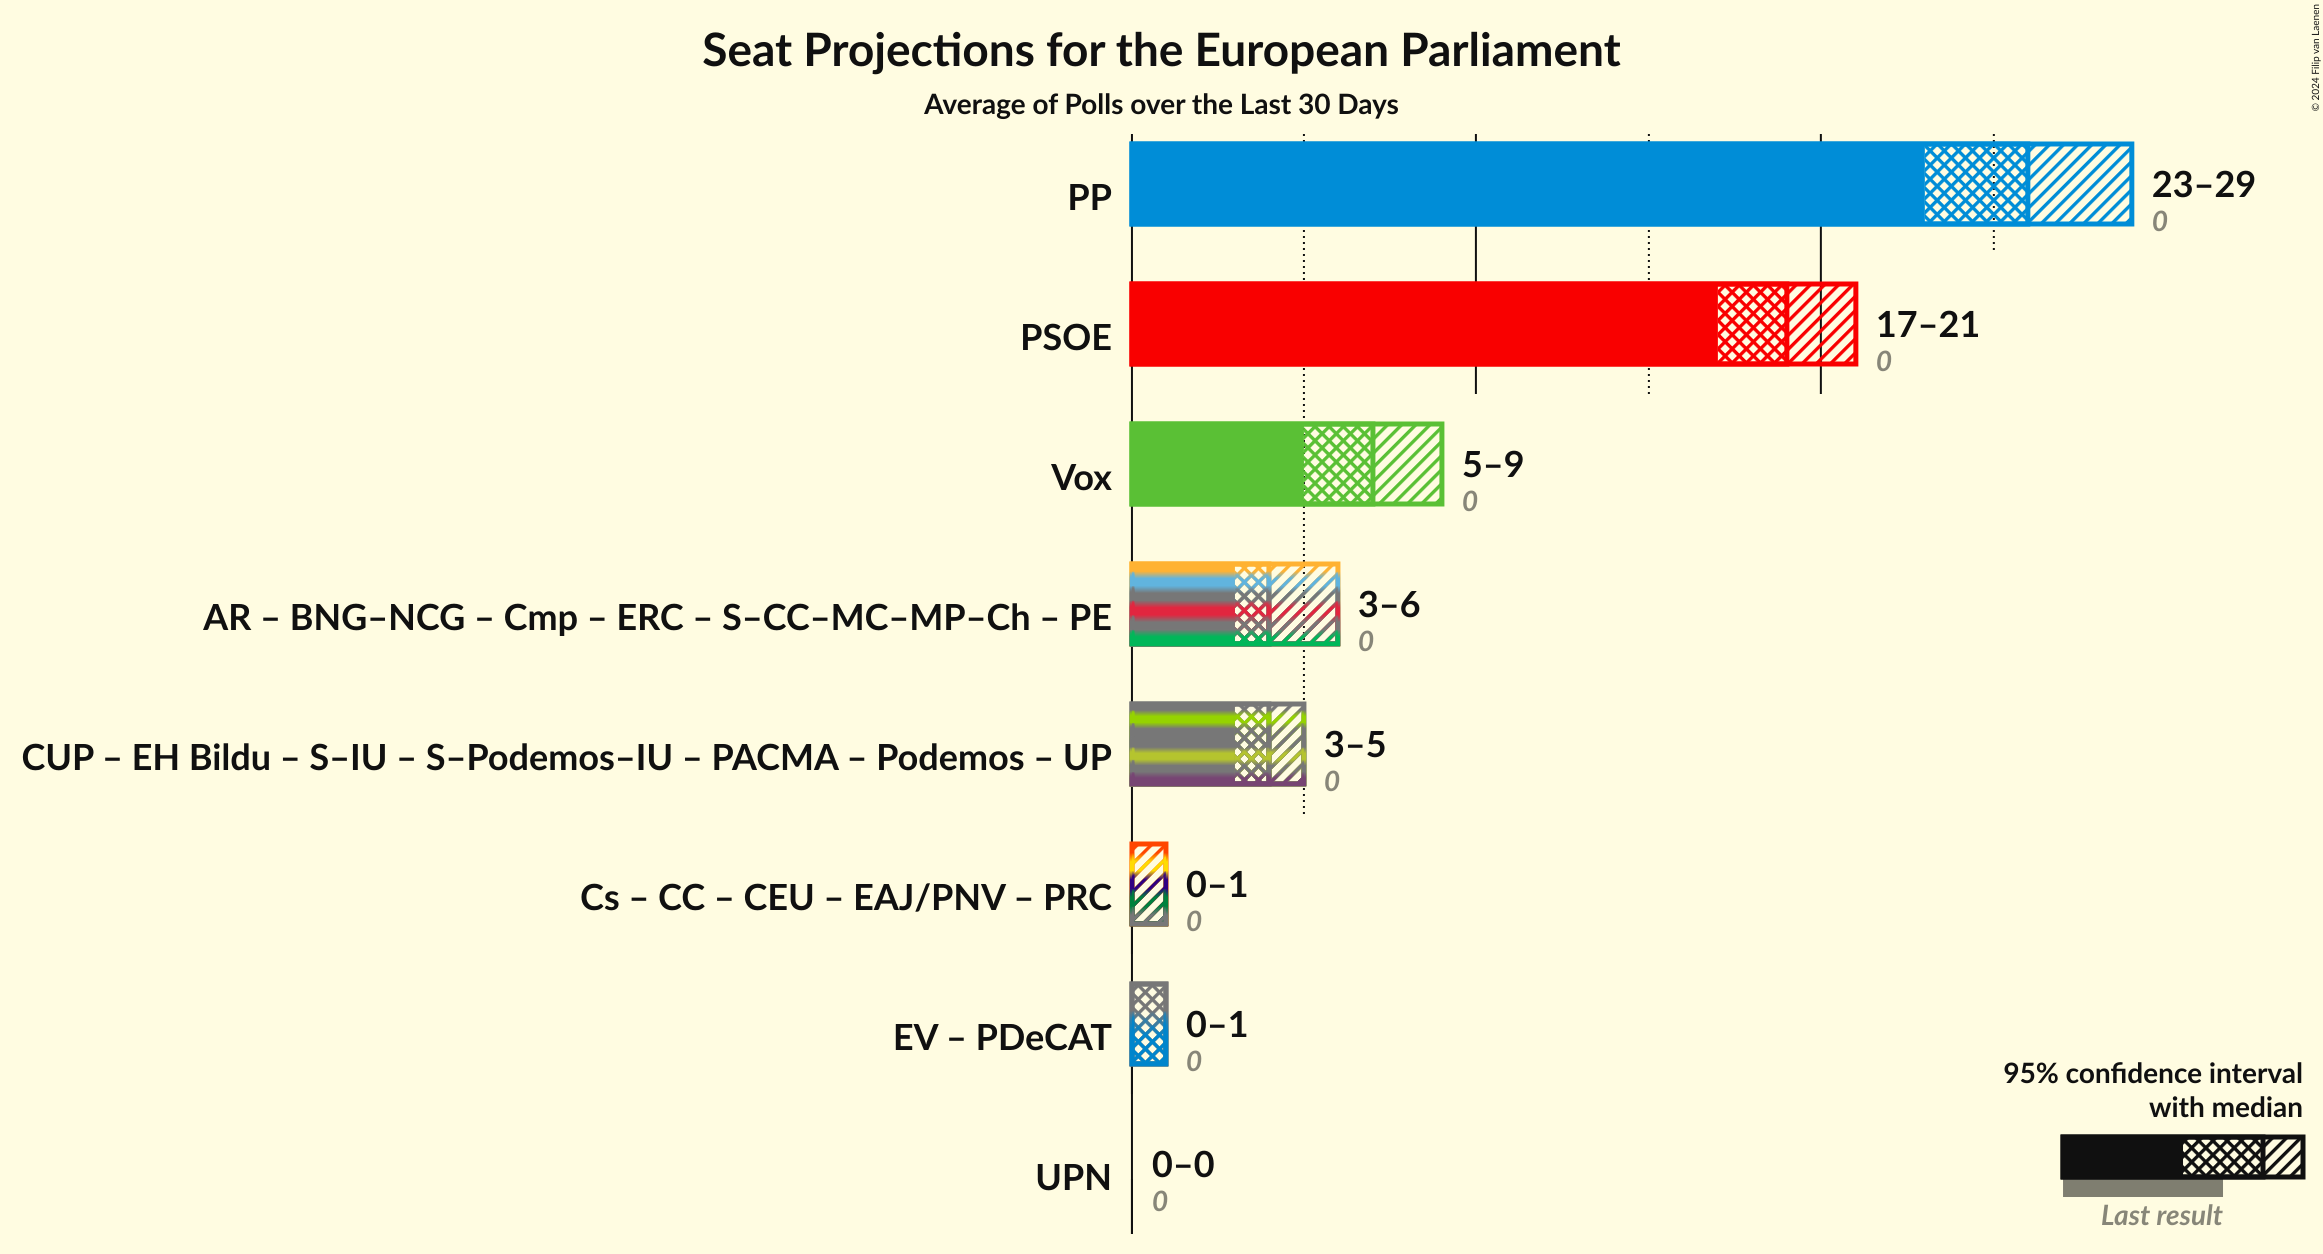 Seat Projections for the European Parliament
Average of Polls over the Last 30 Days
© 2024 Filip van Laenen
PP
23–29
0
PSOE
17–21
0
Vox
5–9
0
AR – BNG–NCG – Cmp – ERC – S–CC–MC–MP–Ch – PE
3–6
0
CUP – EH Bildu – S–IU – S–Podemos–IU – PACMA – Podemos – UP
3–5
0
Cs – CC – CEU – EAJ/PNV – PRC
0–1
0
EV – PDeCAT
0–1
0
UPN
0–0
0
95% confidence interval
with median
Last result